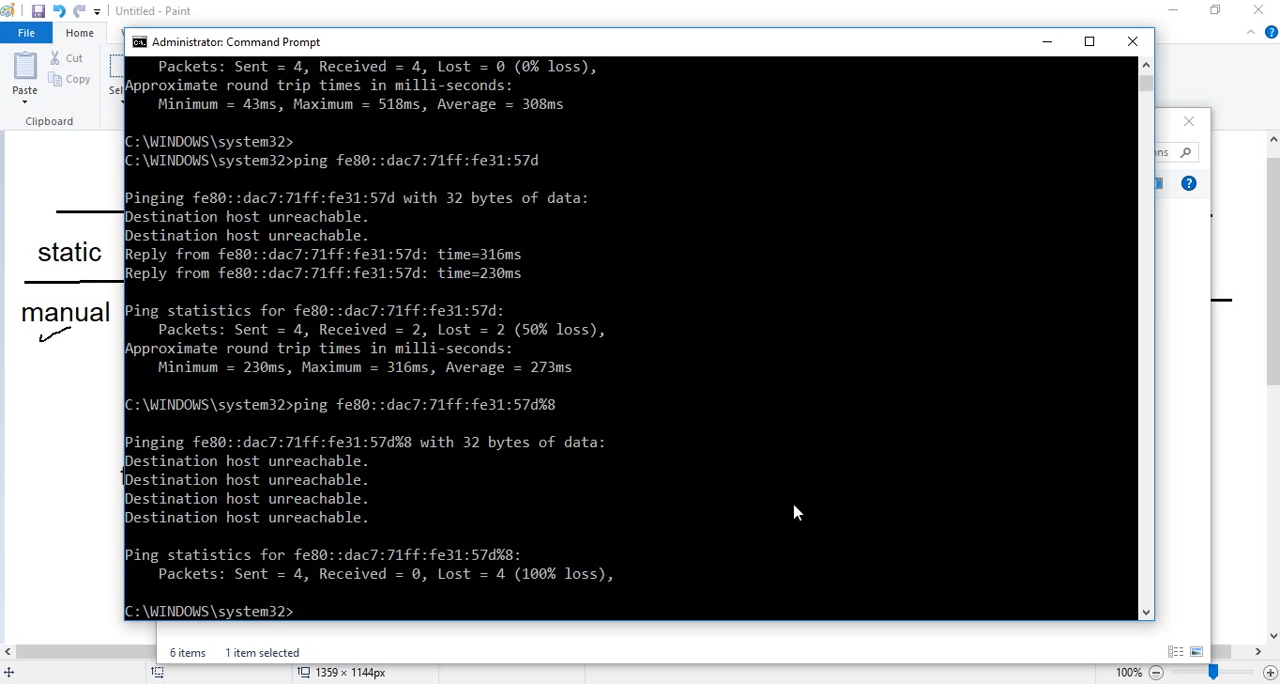 Untitled - Paint
File
Home
Paste
Cut
Copy
Clipboard
static
manual
Administrator: Command Prompt
Packets: Sent = 4, Received = 4, Lost = 0 (0% loss),
Approximate round trip times in milli-seconds:
Minimum = 43ms, Maximum = 518ms, Average = 308ms
C:\WINDOWS\system32>
C:\WINDOWS\system32>ping fe80::dac7:71ff:fe31:57d
Pinging fe80::dac7:71ff:fe31:57d with 32 bytes of data:
Destination host unreachable.
Destination host unreachable.
Reply from fe80::dac7:71ff:fe31:57d: time=316ms
Reply from fe80::dac7:71ff:fe31:57d: time=230ms
Ping statistics for fe80::dac7:71ff:fe31:57d:
Packets: Sent = 4, Received = 2, Lost = 2 (50% loss),
Approximate round trip times in milli-seconds:
Minimum = 230ms, Maximum = 316ms, Average = 273ms
C:\WINDOWS\system32>ping fe80::dac7:71ff:fe31:57d%8
Pinging fe80::dac7:71ff:fe31:57d%8 with 32 bytes of data:
Destination host unreachable.
Destination host unreachable.
Destination host unreachable.
Destination host unreachable.
Ping statistics for fe80::dac7:71ff:fe31:57d%8:
Packets: Sent = 4, Received = 0, Lost = 4 (100% loss),
C:\WINDOWS\system32>
6 items
1 item selected
1359 × 1144px
100%